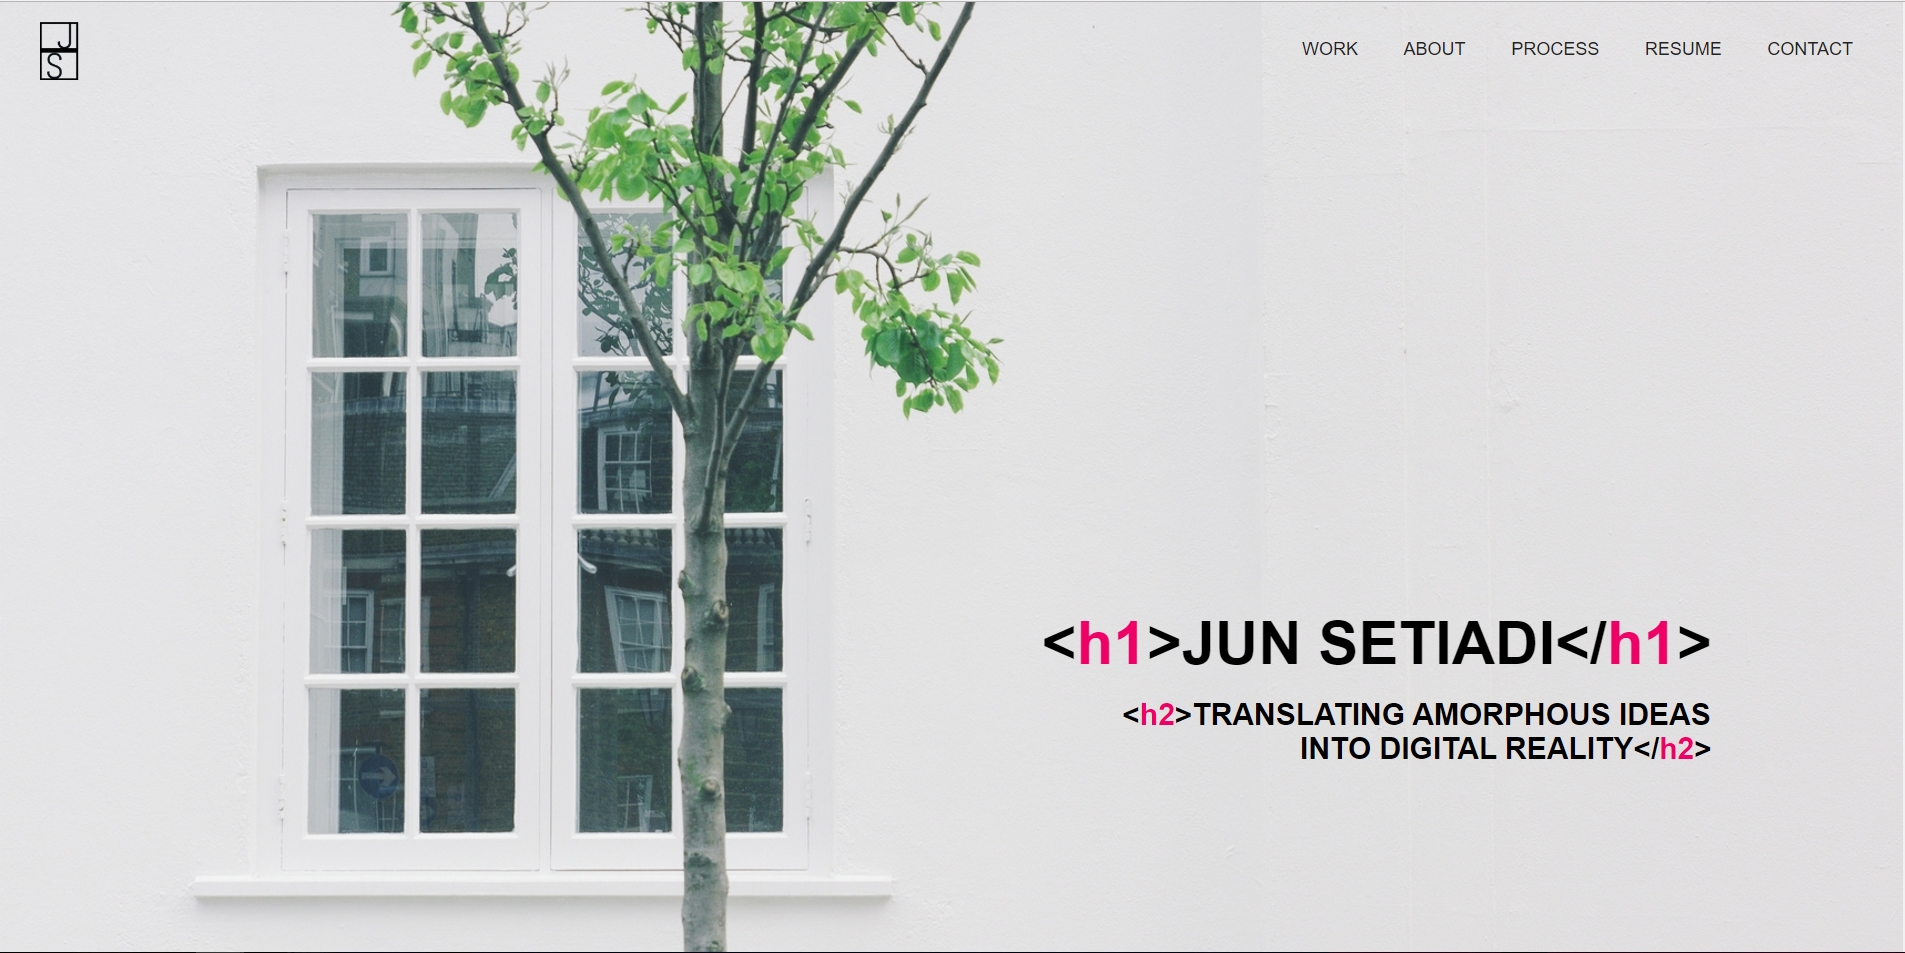 J
S
WORK ABOUT PROCESS RESUME CONTACT
<h1>JUN SETIADI</h1>
<h2>TRANSLATING AMORPHOUS IDEAS
INTO DIGITAL REALITY</h2>